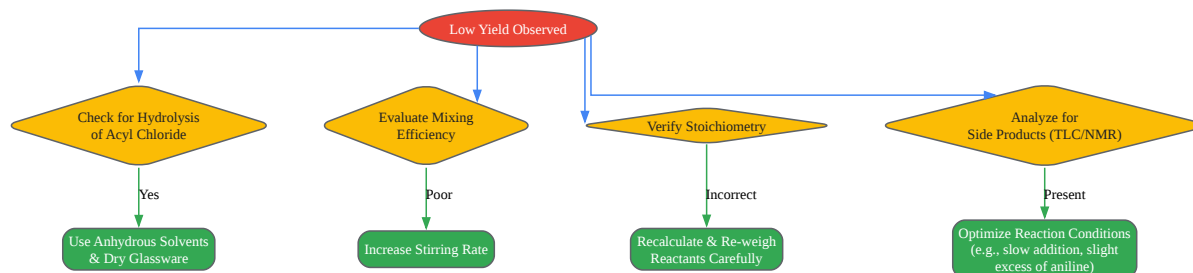 Low Yield Observed
Check for Hydrolysis
of Acyl Chloride
Evaluate Mixing
Efficiency
Verify Stoichiometry
Analyze for
Side Products (TLC/NMR)
Yes
Poor
Incorrect
Present
Use Anhydrous Solvents
& Dry Glassware
Increase Stirring Rate
Recalculate & Re-weigh
Reactants Carefully
Optimize Reaction Conditions
(e.g., slow addition, slight
excess of aniline)